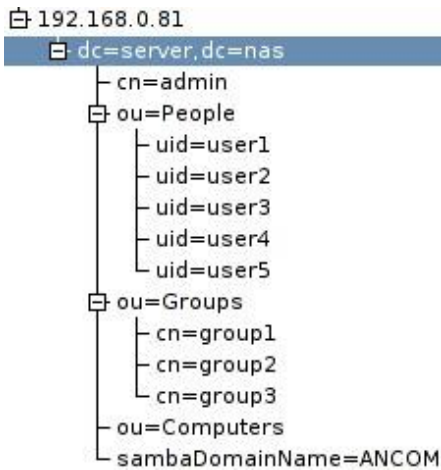 192.168.0.81
dc=server,dc=nas
cn=admin
ou=People
uid=user1
uid=user2
uid=user3
uid=user4
uid=user5
ou=Groups
cn=group1
cn=group2
cn=group3
ou=Computers
sambaDomainName=ANCOM